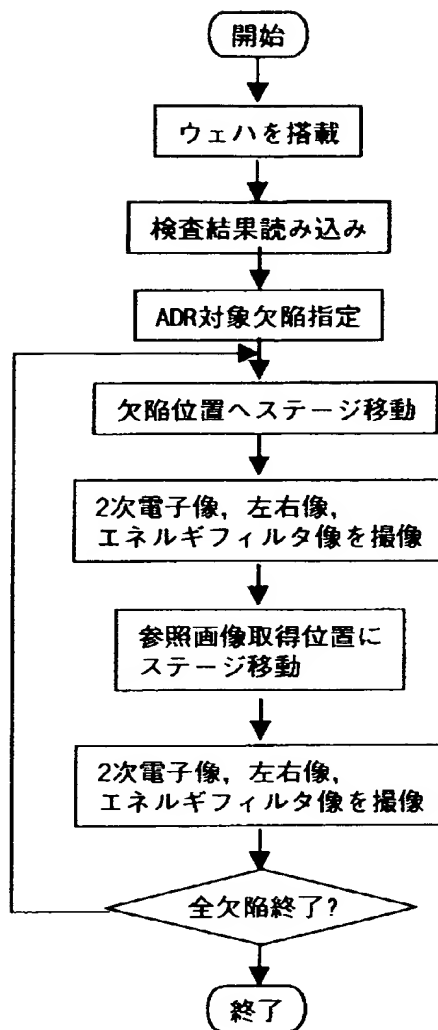 開始
ウェハを搭載
検査結果読み込み
ADR対象欠陥指定
欠陥位置へステージ移動
2次電子像，左右像，
エネルギフィルタ像を撮像
参照画像取得位置に
ステージ移動
2次電子像，左右像，
エネルギフィルタ像を撮像
全欠陥終了?
終了